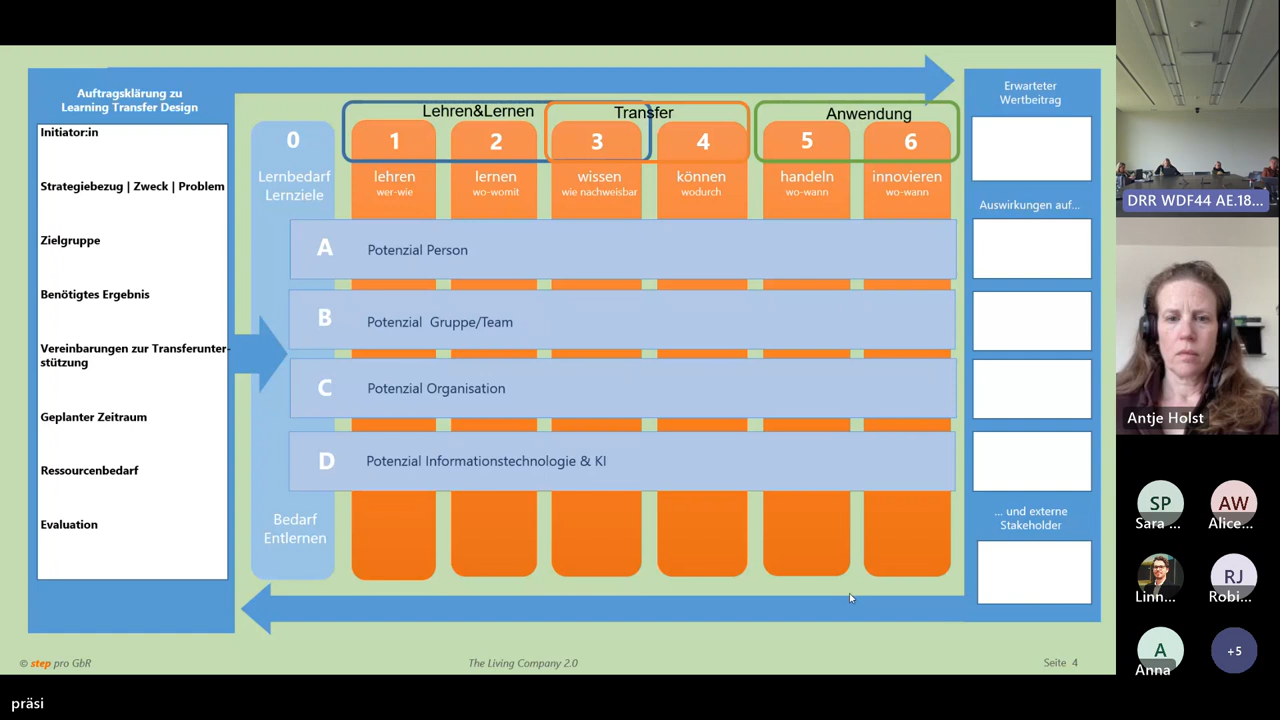 Auftragsklärung zu
Learning Transfer Design
Initiator:in
Strategiebezug | Zweck | Problem
Zielgruppe
Benötigtes Ergebnis
Vereinbarungen zur Transferunter-
stützung
Geplanter Zeitraum
Ressourcenbedarf
Evaluation
0
Lernbedarf
Lernziele
Bedarf
Entlernen
Lehren&Lernen
Transfer
Anwendung
1
lehren
wer-wie
2
lernen
wo-womit
3
wissen
wie nachweisbar
4
können
wodurch
5
handeln
wo-wann
6
innovieren
wo-wann
A Potenzial Person
B Potenzial Gruppe/Team
C Potenzial Organisation
D Potenzial Informationstechnologie & KI
Erwarteter
Wertbeitrag
Auswirkungen auf...
... und externe
Stakeholder
© step pro GbR
The Living Company 2.0
Seite 4
präsi
DRR WDF44 AE.18...
Antje Holst
SP
Sara ...
AW
Alice...
Linn...
RJ
Robi...
A
Anna
+5